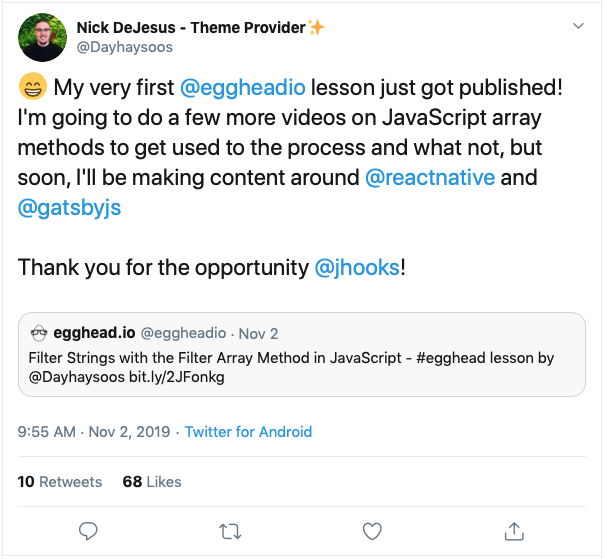 Nick DeJesus - Theme Provider✨
@Dayhaysoos
😁 My very first @eggheadio lesson just got published!
I'm going to do a few more videos on JavaScript array
methods to get used to the process and what not, but
soon, I'll be making content around @reactnative and
@gatsbyjs
Thank you for the opportunity @jhooks!
egghead.io @eggheadio · Nov 2
Filter Strings with the Filter Array Method in JavaScript - #egghead lesson by
@Dayhaysoos bit.ly/2JFonkg
9:55 AM · Nov 2, 2019 · Twitter for Android
10 Retweets 68 Likes